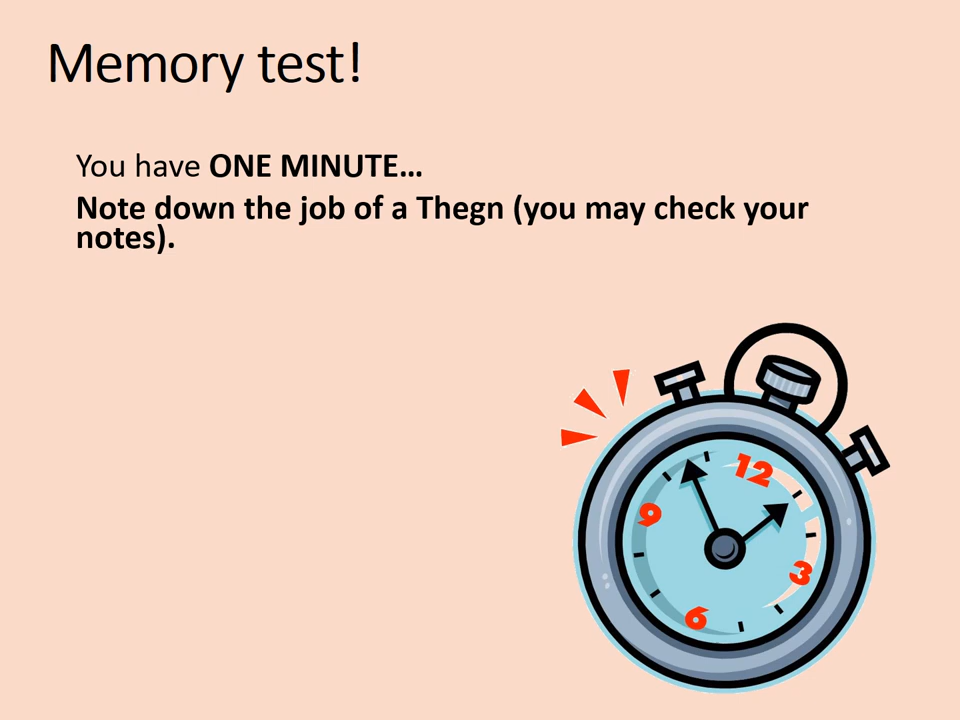 Memory test!
You have ONE MINUTE…
Note down the job of a Thegn (you may check your
notes).
12
9
3
6